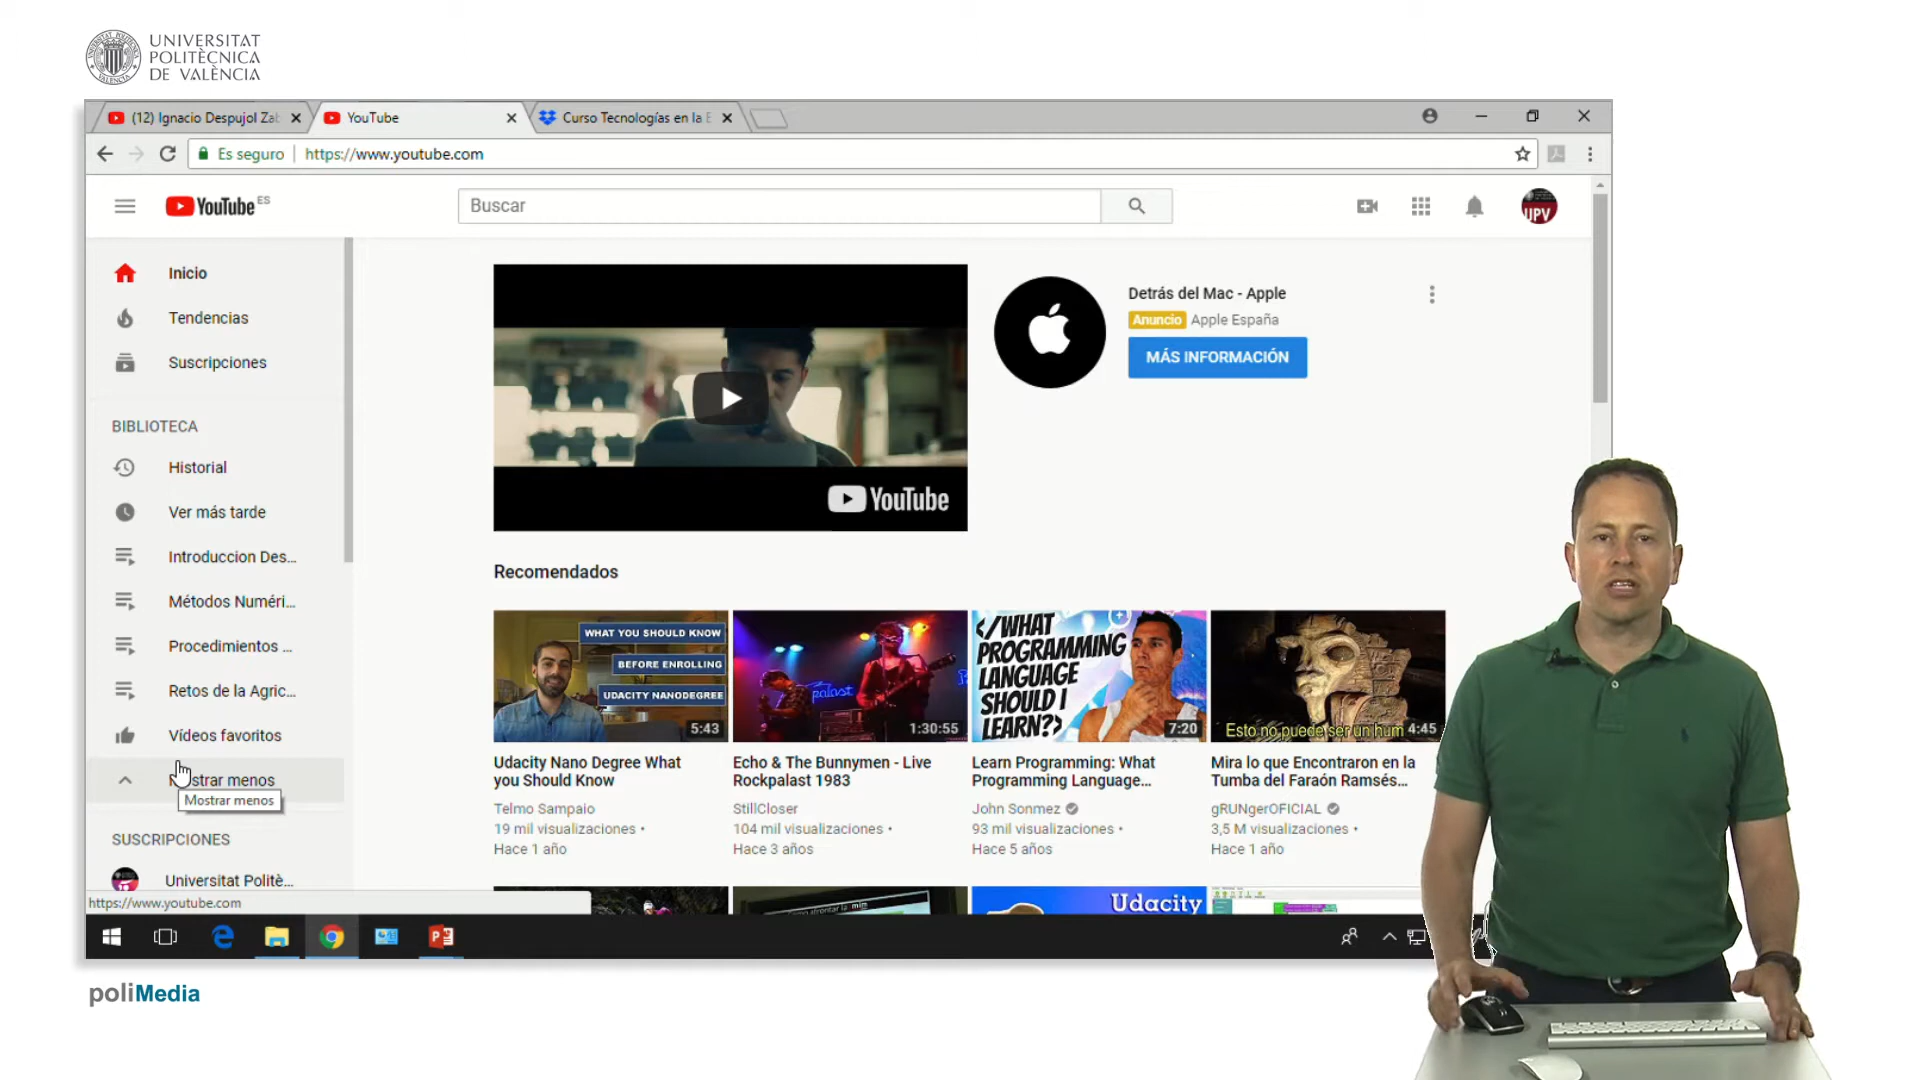 UNIVERSITAT
POLITÈCNICA
DE VALÈNCIA
(12) Ignacio Despujol Zab
YouTube
Curso Tecnologías en la E
Es seguro
https://www.youtube.com
YouTube ES
Buscar
UPV
Inicio
Tendencias
Suscripciones
BIBLIOTECA
Historial
Ver más tarde
Introduccion Des...
Métodos Numéri...
Procedimientos ...
Retos de la Agric...
Vídeos favoritos
Mostrar menos
Mostrar menos
SUSCRIPCIONES
Universitat Politè...
https://www.youtube.com
YouTube
Detrás del Mac - Apple
Anuncio Apple España
MÁS INFORMACIÓN
Recomendados
WHAT YOU SHOULD KNOW
BEFORE ENROLLING
UDACITY NANODEGREE
5:43
Udacity Nano Degree What
you Should Know
Telmo Sampaio
19 mil visualizaciones •
Hace 1 año
1:30:55
Echo & The Bunnymen - Live
Rockpalast 1983
StillCloser
104 mil visualizaciones •
Hace 3 años
</WHAT
PROGRAMMING
LANGUAGE
SHOULD I
LEARN?>
7:20
Learn Programming: What
Programming Language...
John Sonmez
93 mil visualizaciones •
Hace 5 años
Esto no puede ser un hum
4:45
Mira lo que Encontraron en la
Tumba del Faraón Ramsés...
gRUNgerOFICIAL
3,5 M visualizaciones •
Hace 1 año
Udacity
poliMedia